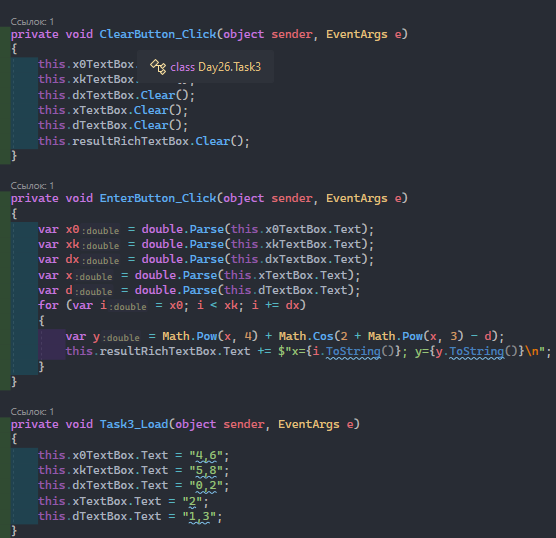 Ссылок: 1
private void ClearButton_Click(object sender, EventArgs e)
{
    this.x0TextBox.
class Day26.Task3
    this.xkTextBox.
    this.dxTextBox.Clear();
    this.xTextBox.Clear();
    this.dTextBox.Clear();
    this.resultRichTextBox.Clear();
}
Ссылок: 1
private void EnterButton_Click(object sender, EventArgs e)
{
    var x0:double = double.Parse(this.x0TextBox.Text);
    var xk:double = double.Parse(this.xkTextBox.Text);
    var dx:double = double.Parse(this.dxTextBox.Text);
    var x:double = double.Parse(this.xTextBox.Text);
    var d:double = double.Parse(this.dTextBox.Text);
    for (var i:double = x0; i < xk; i += dx)
    {
        var y:double = Math.Pow(x, 4) + Math.Cos(2 + Math.Pow(x, 3) - d);
        this.resultRichTextBox.Text += $"x={i.ToString()}; y={y.ToString()}\n";
    }
}
Ссылок: 1
private void Task3_Load(object sender, EventArgs e)
{
    this.x0TextBox.Text = "4,6";
    this.xkTextBox.Text = "5,8";
    this.dxTextBox.Text = "0,2";
    this.xTextBox.Text = "2";
    this.dTextBox.Text = "1,3";
}